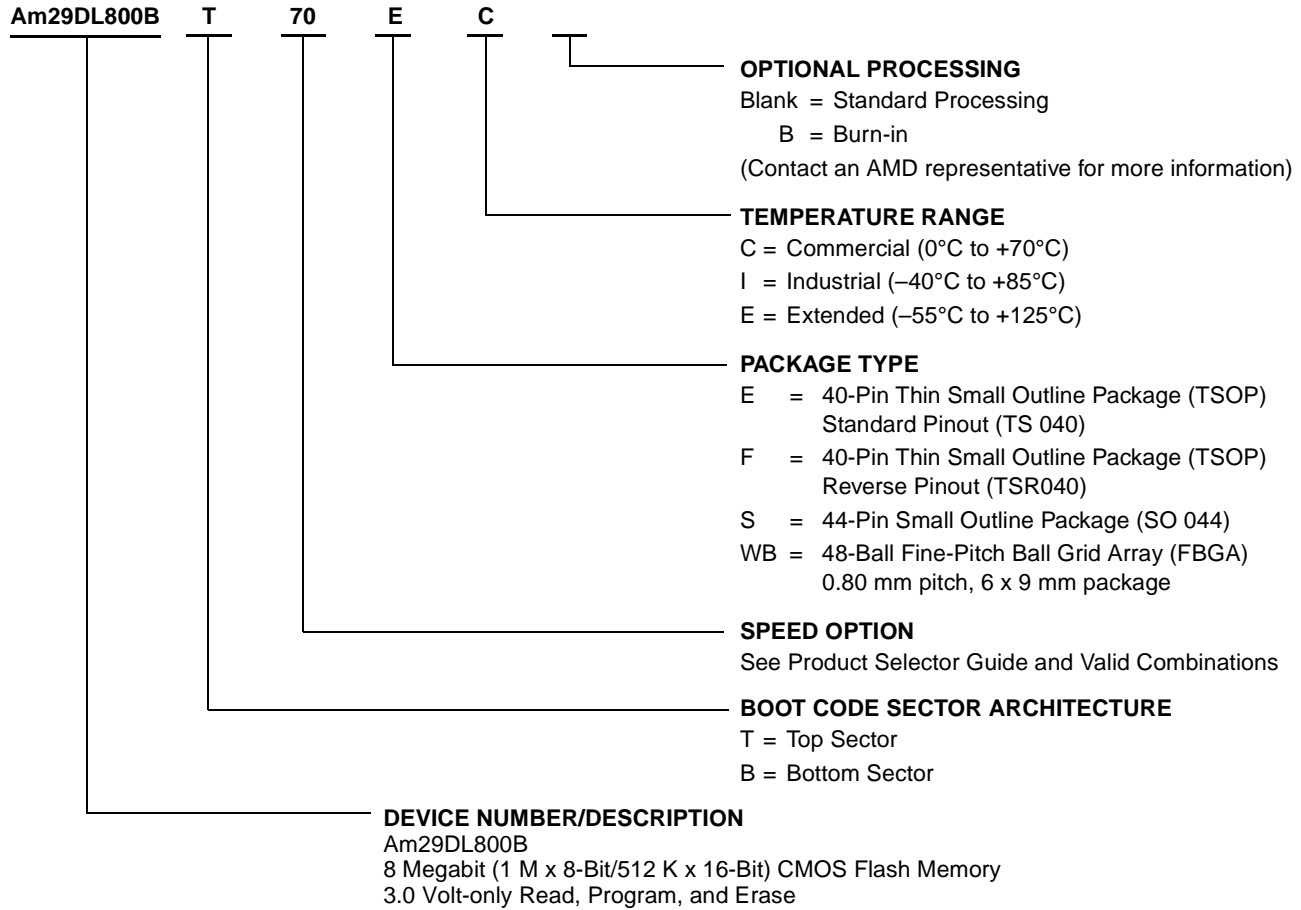 Am29DL800B T 70 E C
OPTIONAL PROCESSING
Blank = Standard Processing
B = Burn-in
(Contact an AMD representative for more information)
TEMPERATURE RANGE
C = Commercial (0°C to +70°C)
I = Industrial (–40°C to +85°C)
E = Extended (–55°C to +125°C)
PACKAGE TYPE
E = 40-Pin Thin Small Outline Package (TSOP)
Standard Pinout (TS 040)
F = 40-Pin Thin Small Outline Package (TSOP)
Reverse Pinout (TSR040)
S = 44-Pin Small Outline Package (SO 044)
WB = 48-Ball Fine-Pitch Ball Grid Array (FBGA)
0.80 mm pitch, 6 x 9 mm package
SPEED OPTION
See Product Selector Guide and Valid Combinations
BOOT CODE SECTOR ARCHITECTURE
T = Top Sector
B = Bottom Sector
DEVICE NUMBER/DESCRIPTION
Am29DL800B
8 Megabit (1 M x 8-Bit/512 K x 16-Bit) CMOS Flash Memory
3.0 Volt-only Read, Program, and Erase